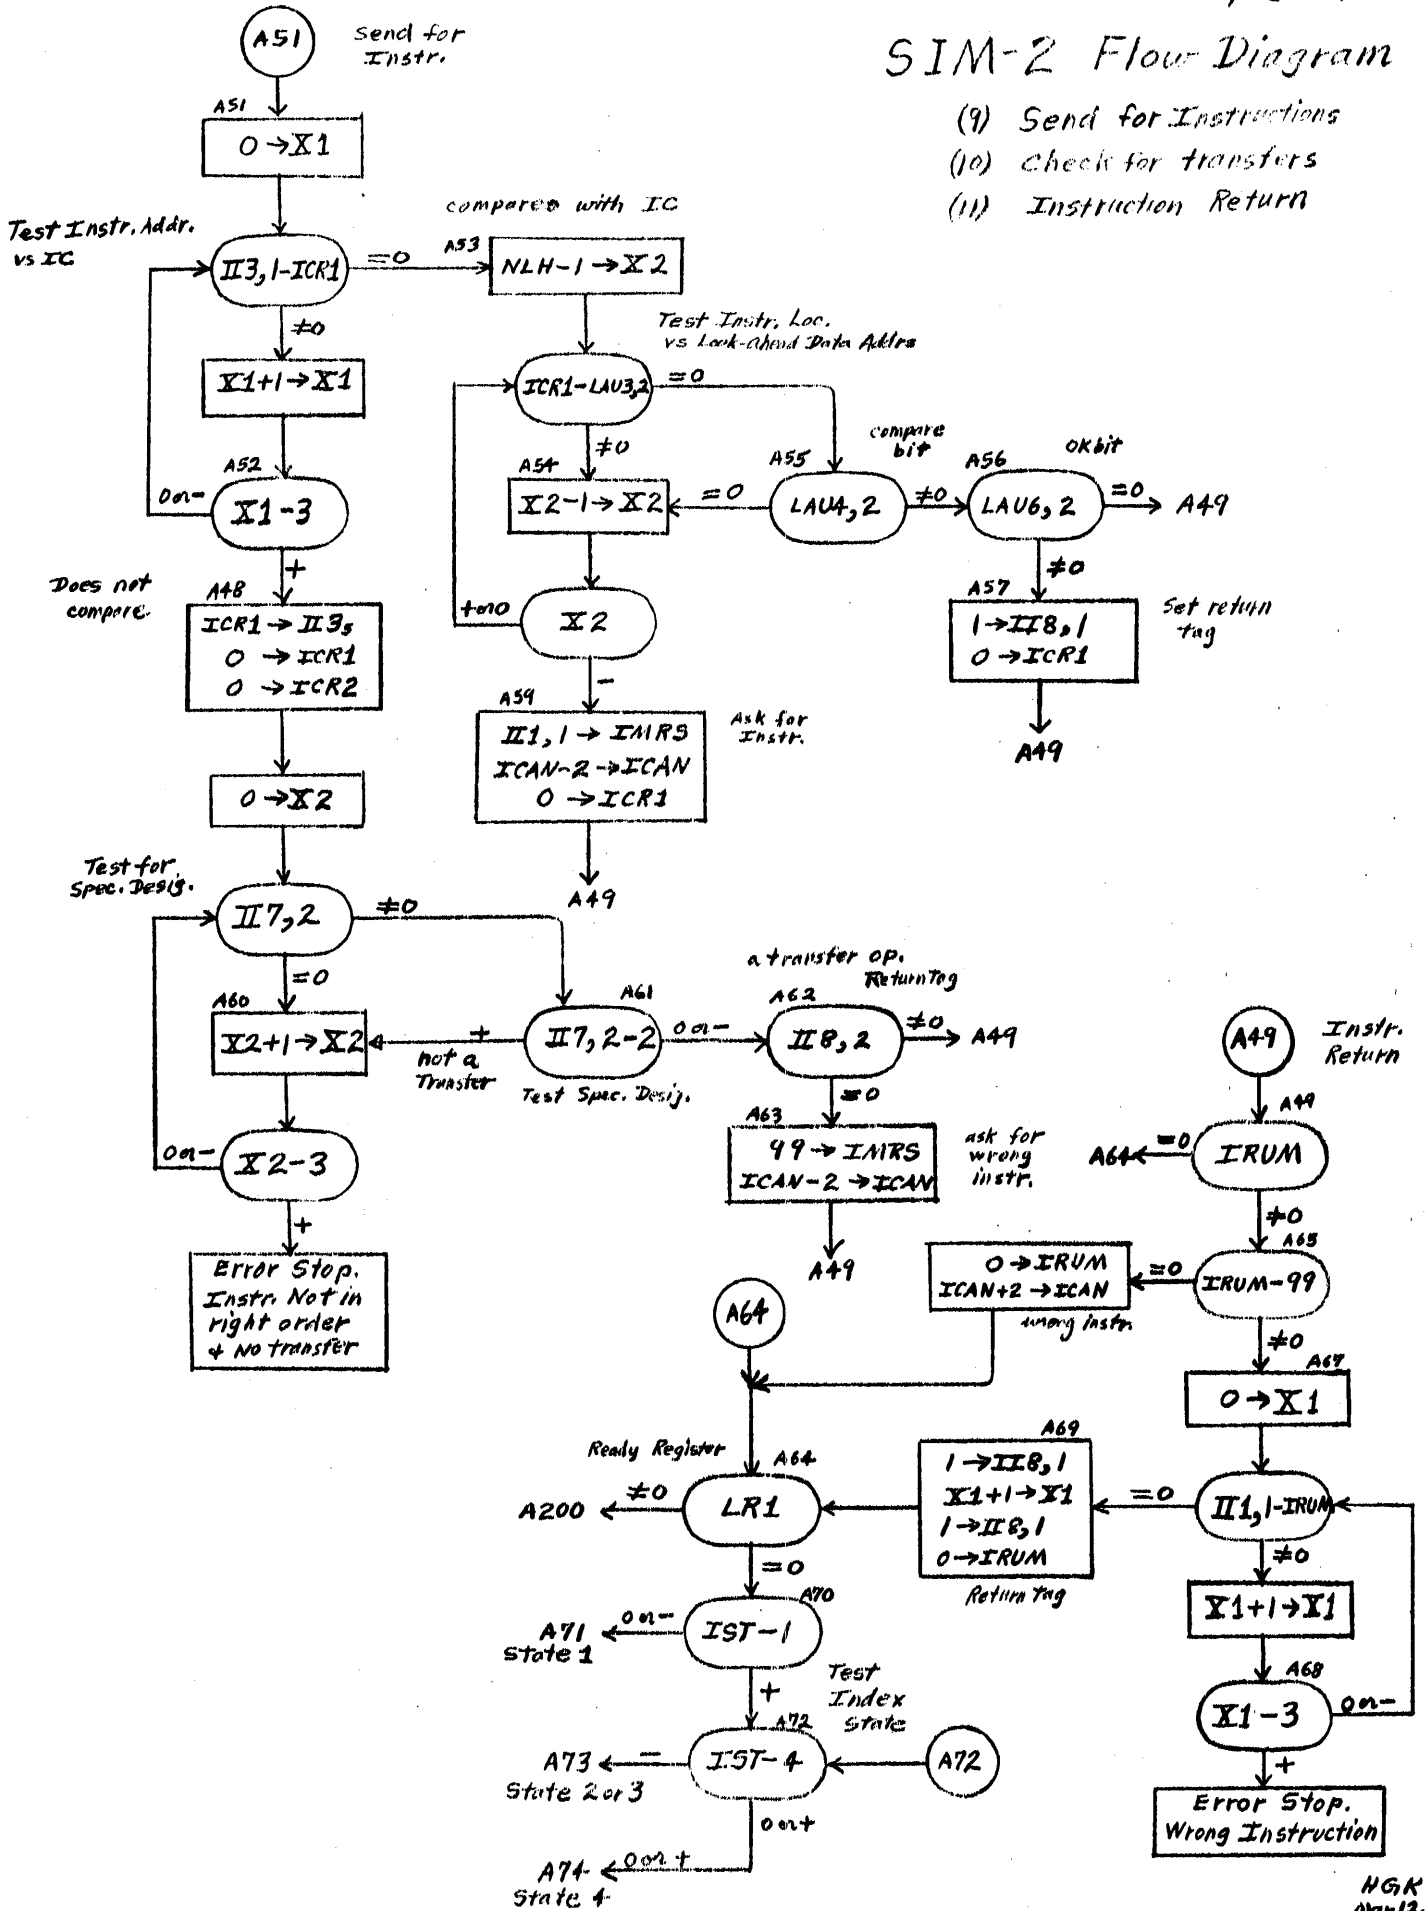 SIM-2 Flow Diagram
(9) Send for Instructions
(10) Check for transfers
(11) Instruction Return
A51
Send for
Instr.
A51
0→X1
Test Instr. Addr.
vs IC
II3,1-ICR1
=0
≠0
X1+1→X1
A52
X1-3
0 or -
+
compares with IC
A53
NLH-1→X2
Test Instr. Loc.
vs Look-Ahead Data Addrs
ICR1-LAU3,2
=0
≠0
A54
X2-1→X2
=0
A55
LAU4,2
compare
bit
≠0
A56
LAU6,2
OK bit
=0
A49
≠0
A57
1→II8,1
0→ICR1
Set return
tag
A49
X2
+ or 0
-
A59
II1,1→IMRS
ICAN-2→ICAN
0→ICR1
Ask for
Instr.
A49
Does not
compare.
A48
ICR1→II3,
0→ICR1
0→ICR2
0→X2
Test for
Spec. Desig.
II7,2
≠0
=0
A60
X2+1→X2
+
not a
Transfer
A61
II7,2-2
Test Spec. Desig.
0 or -
a transfer op.
Return Tag
A62
II8,2
≠0
A49
=0
A63
99→IMRS
ICAN-2→ICAN
ask for
wrong
instr.
A49
X2-3
0 or -
+
Error Stop.
Instr. Not in
right order
+ No transfer
A49
Instr.
Return
A49
IRUM
=0
A64
≠0
A65
IRUM-99
=0
0→IRUM
ICAN+2→ICAN
wrong instr.
≠0
A67
0→X1
II1,1-IRUM
=0
A69
1→II8,1
X1+1→X1
1→II8,1
0→IRUM
Return tag
≠0
X1+1→X1
A68
X1-3
0 or -
+
Error Stop.
Wrong Instruction
A64
Ready Register
A64
LR1
≠0
A200
=0
A70
IST-1
0 or -
A71
State 1
+
Test
Index
State
A72
IST-4
A72
-
A73
State 2 or 3
0 or +
0 or +
A74
State 4
HGK